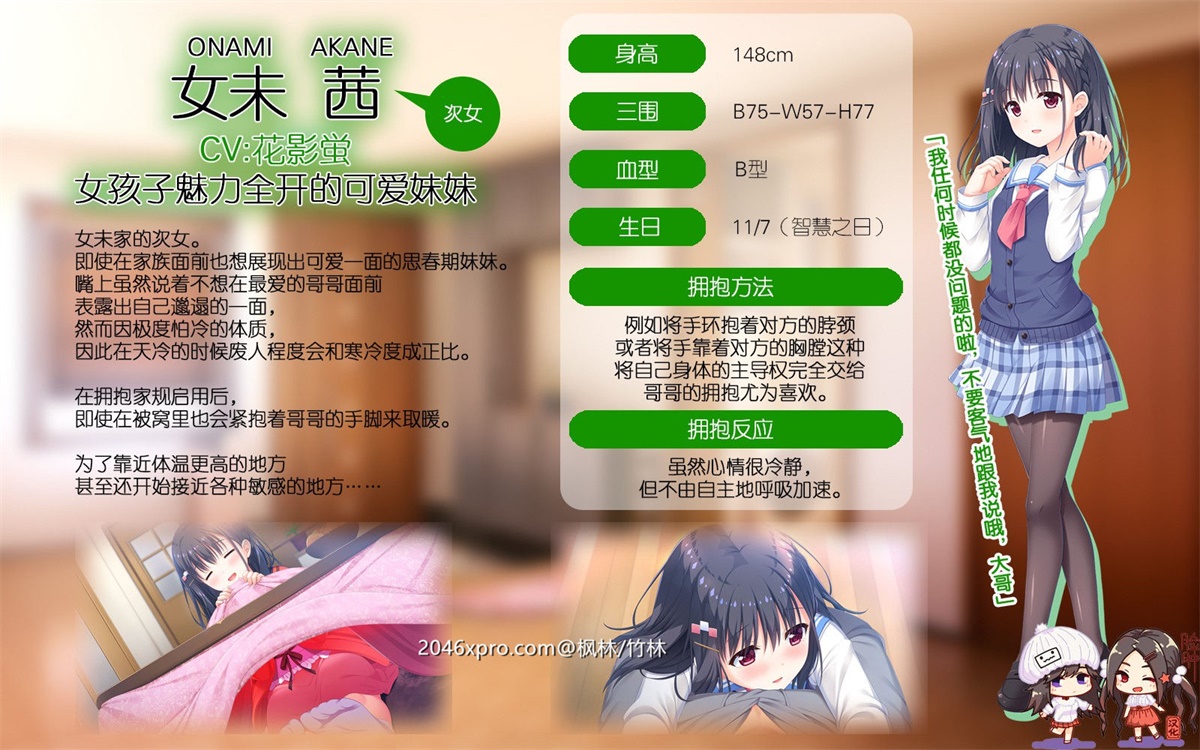 ONAMI AKANE
女未 茜
次女
CV:花影蛍
女孩子魅力全开的可爱妹妹
女未家的次女。
即使在家族面前也想展现出可爱一面的思春期妹妹。
嘴上虽然说着不想在最爱的哥哥面前
表露出自己邋遢的一面，
然而因极度怕冷的体质，
因此在天冷的时候废人程度会和寒冷度成正比。
在拥抱家规启用后，
即使在被窝里也会紧抱着哥哥的手脚来取暖。
为了靠近体温更高的地方
甚至还开始接近各种敏感的地方……
身高 148cm
三围 B75-W57-H77
血型 B型
生日 11/7（智慧之日）
拥抱方法
例如将手环抱着对方的脖颈
或者将手靠着对方的胸膛这种
将自己身体的主导权完全交给
哥哥的拥抱尤为喜欢。
拥抱反应
虽然心情很冷静，
但不由自主地呼吸加速。
「我任何时候都没问题的啦，不要客气地跟我说哦，大哥」
2046xpro.com@枫林/竹林
汉化